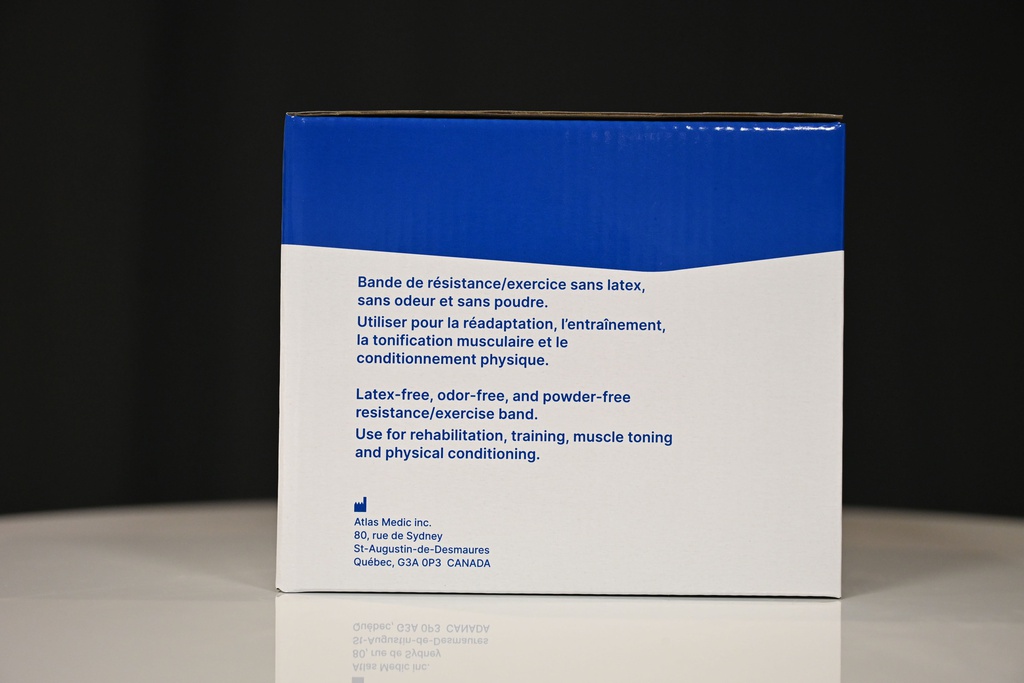 Bande de résistance/exercice sans latex,
sans odeur et sans poudre.
Utiliser pour la réadaptation, l'entraînement,
la tonification musculaire et le
conditionnement physique.
Latex-free, odor-free, and powder-free
resistance/exercise band.
Use for rehabilitation, training, muscle toning
and physical conditioning.
Atlas Medic inc.
80, rue de Sydney
St-Augustin-de-Desmaures
Québec, G3A 0P3 CANADA